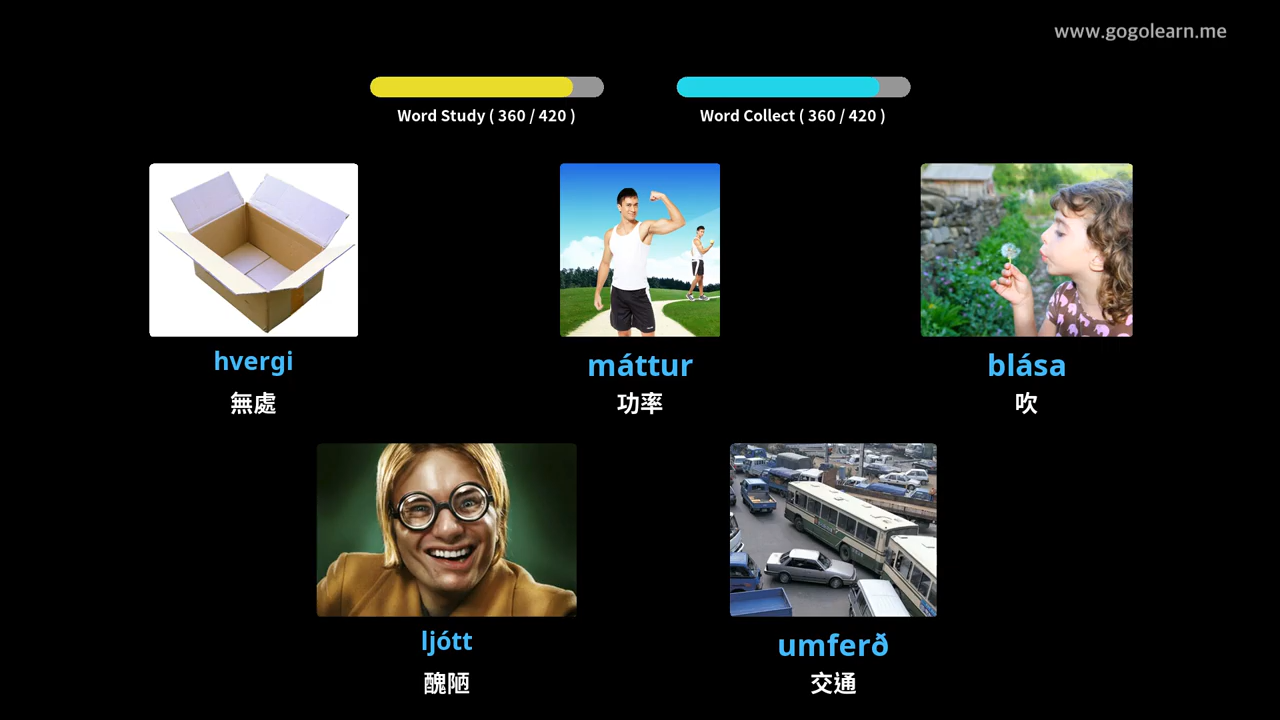 www.gogolearn.me
Word Study ( 360 / 420 )
Word Collect ( 360 / 420 )
hvergi
無處
máttur
功率
blása
吹
ljótt
醜陋
umferð
交通